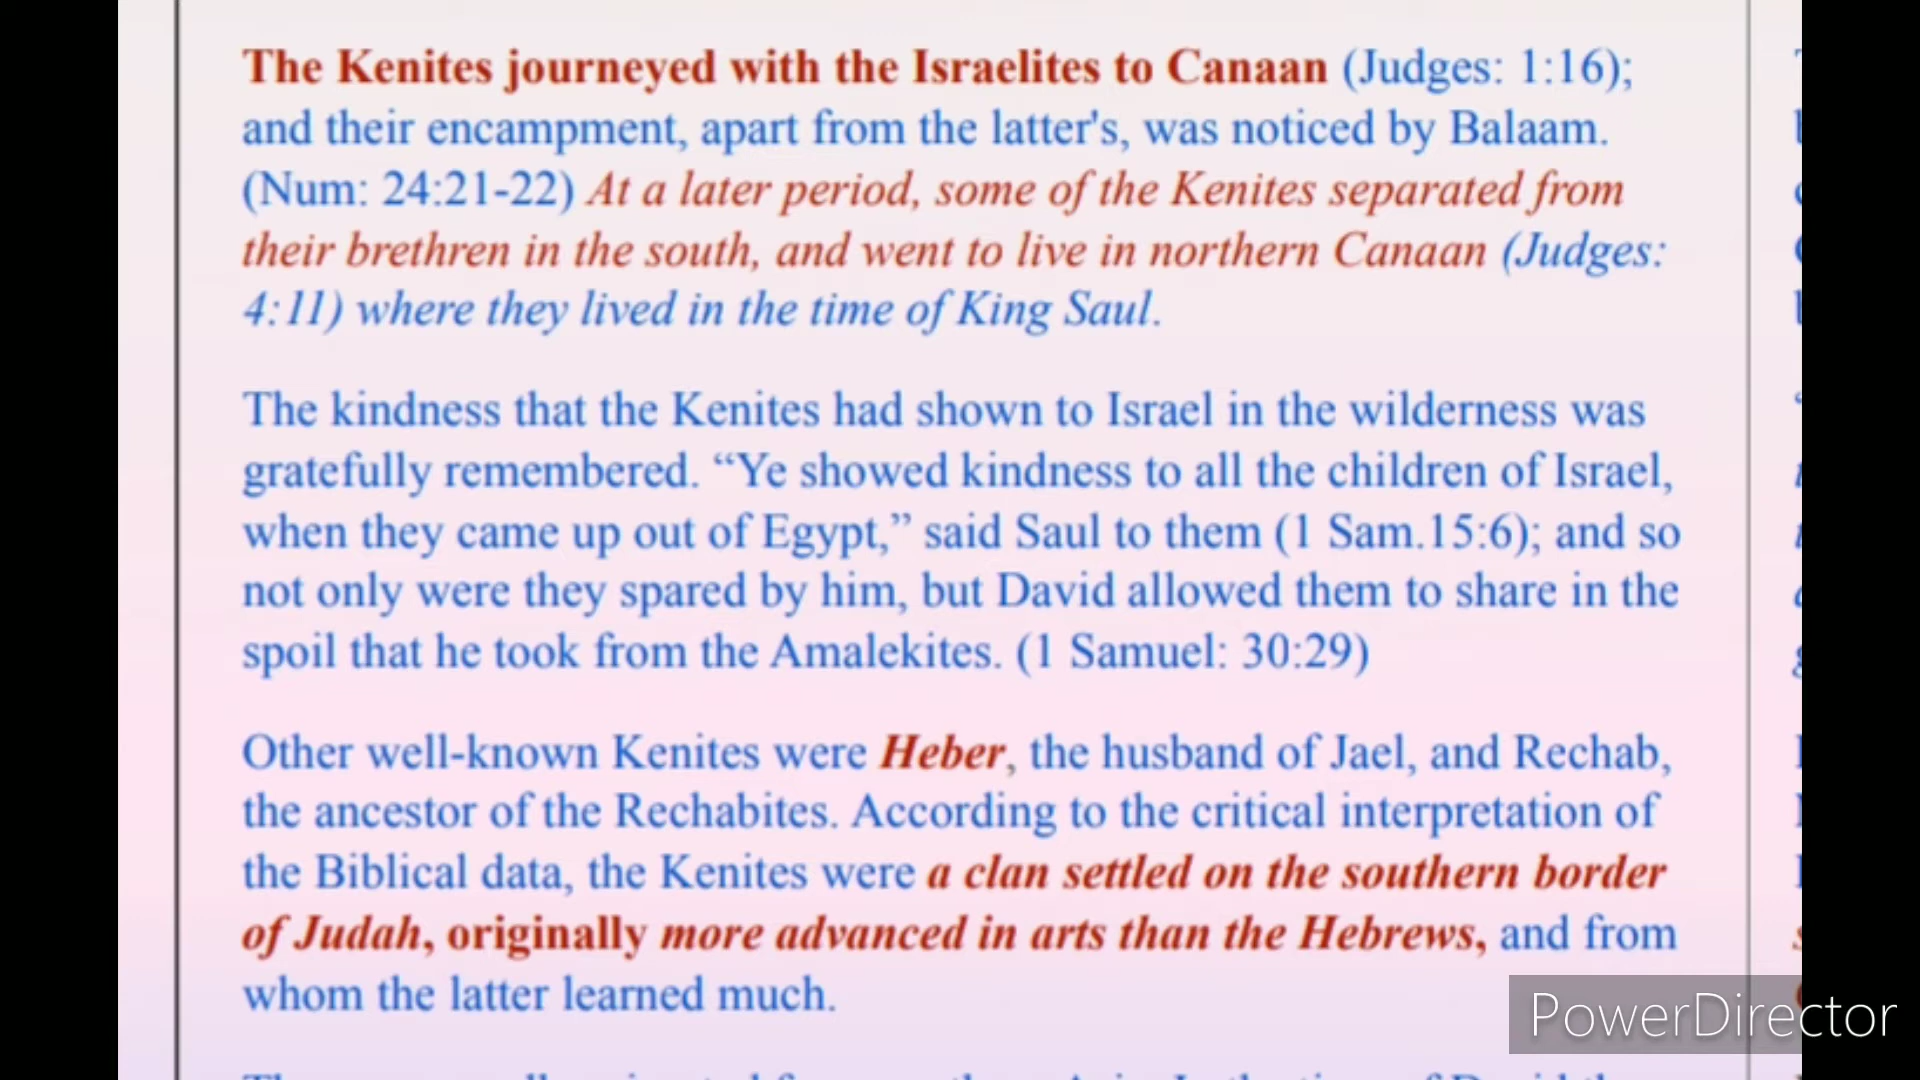 The Kenites journeyed with the Israelites to Canaan (Judges: 1:16);
and their encampment, apart from the latter's, was noticed by Balaam.
(Num: 24:21-22) At a later period, some of the Kenites separated from
their brethren in the south, and went to live in northern Canaan (Judges:
4:11) where they lived in the time of King Saul.
The kindness that the Kenites had shown to Israel in the wilderness was
gratefully remembered. “Ye showed kindness to all the children of Israel,
when they came up out of Egypt,” said Saul to them (1 Sam.15:6); and so
not only were they spared by him, but David allowed them to share in the
spoil that he took from the Amalekites. (1 Samuel: 30:29)
Other well-known Kenites were Heber, the husband of Jael, and Rechab,
the ancestor of the Rechabites. According to the critical interpretation of
the Biblical data, the Kenites were a clan settled on the southern border
of Judah, originally more advanced in arts than the Hebrews, and from
whom the latter learned much.
PowerDirector